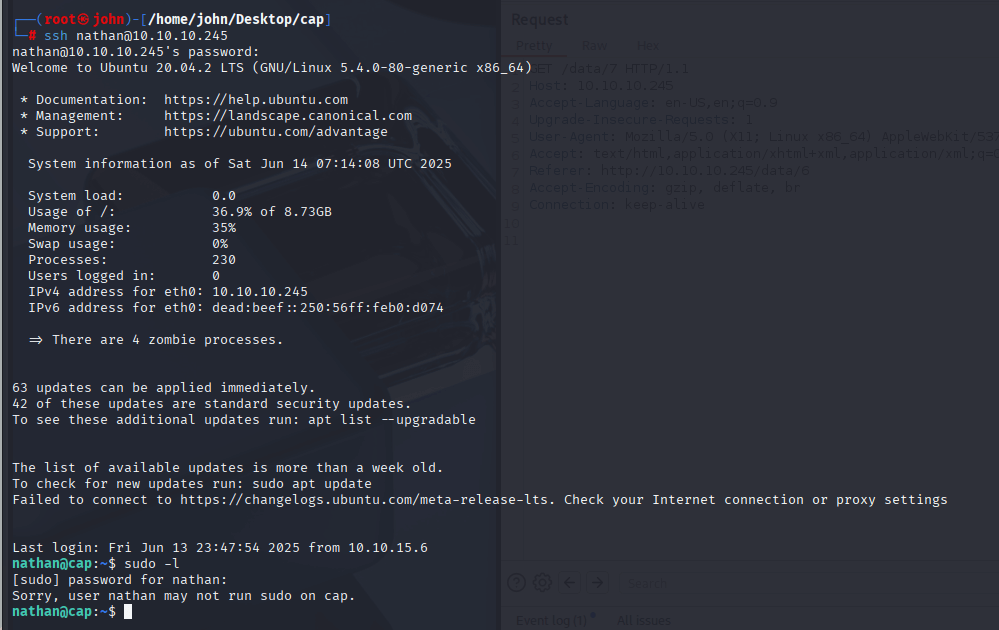 ┌──(root㉿john)-[/home/john/Desktop/cap]
└─# ssh nathan@10.10.10.245
nathan@10.10.10.245's password:
Welcome to Ubuntu 20.04.2 LTS (GNU/Linux 5.4.0-80-generic x86_64)
* Documentation: https://help.ubuntu.com
* Management: https://landscape.canonical.com
* Support: https://ubuntu.com/advantage
System information as of Sat Jun 14 07:14:08 UTC 2025
System load: 0.0
Usage of /: 36.9% of 8.73GB
Memory usage: 35%
Swap usage: 0%
Processes: 230
Users logged in: 0
IPv4 address for eth0: 10.10.10.245
IPv6 address for eth0: dead:beef::250:56ff:feb0:d074
=> There are 4 zombie processes.
63 updates can be applied immediately.
42 of these updates are standard security updates.
To see these additional updates run: apt list --upgradable
The list of available updates is more than a week old.
To check for new updates run: sudo apt update
Failed to connect to https://changelogs.ubuntu.com/meta-release-lts. Check your Internet connection or proxy settings
Last login: Fri Jun 13 23:47:54 2025 from 10.10.15.6
nathan@cap:~$ sudo -l
[sudo] password for nathan:
Sorry, user nathan may not run sudo on cap.
nathan@cap:~$
Request
Pretty Raw Hex
GET /data/7 HTTP/1.1
Host: 10.10.10.245
Accept-Language: en-US,en;q=0.9
Upgrade-Insecure-Requests: 1
User-Agent: Mozilla/5.0 (X11; Linux x86_64) AppleWebKit/53
Accept: text/html,application/xhtml+xml,application/xml;q=
Referer: http://10.10.10.245/data/6
Accept-Encoding: gzip, deflate, br
Connection: keep-alive
10
Search
Event log (1) All issues